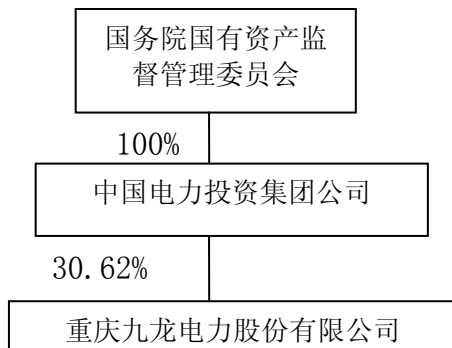 国务院国有资产监
督管理委员会
100%
中国电力投资集团公司
30.62%
重庆九龙电力股份有限公司